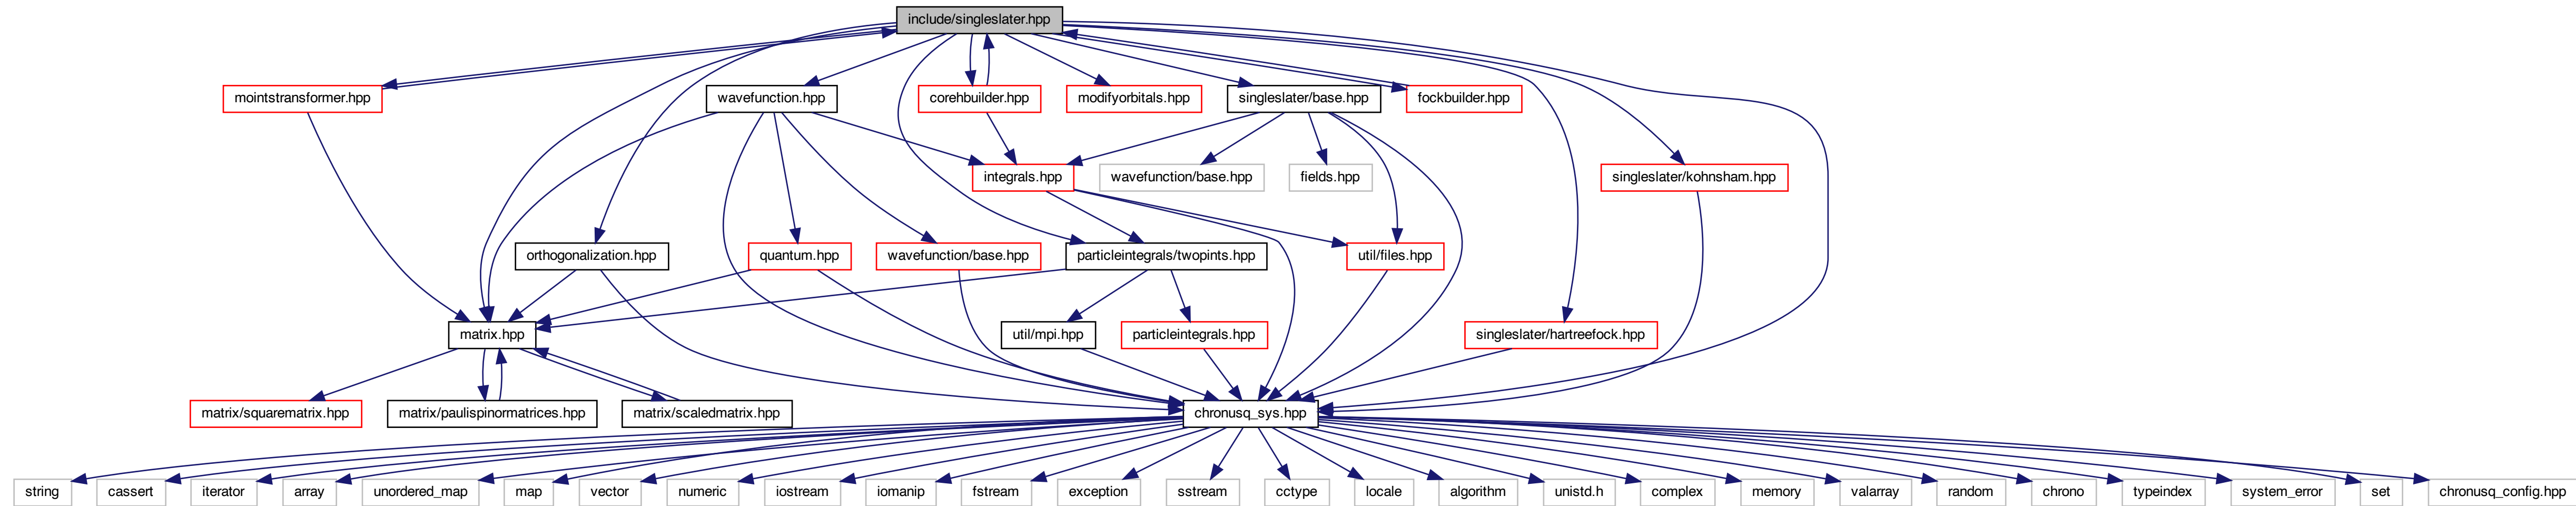 include/singleslater.hpp
mointstransformer.hpp
wavefunction.hpp
corehbuilder.hpp
modifyorbitals.hpp
singleslater/base.hpp
fockbuilder.hpp
integrals.hpp
wavefunction/base.hpp
fields.hpp
singleslater/kohnsham.hpp
orthogonalization.hpp
quantum.hpp
wavefunction/base.hpp
particleintegrals/twopints.hpp
util/files.hpp
matrix.hpp
util/mpi.hpp
particleintegrals.hpp
singleslater/hartreefock.hpp
matrix/squarematrix.hpp
matrix/paulispinormatrices.hpp
matrix/scaledmatrix.hpp
chronusq_sys.hpp
string
cassert
iterator
array
unordered_map
map
vector
numeric
iostream
iomanip
fstream
exception
sstream
cctype
locale
algorithm
unistd.h
complex
memory
valarray
random
chrono
typeindex
system_error
set
chronusq_config.hpp